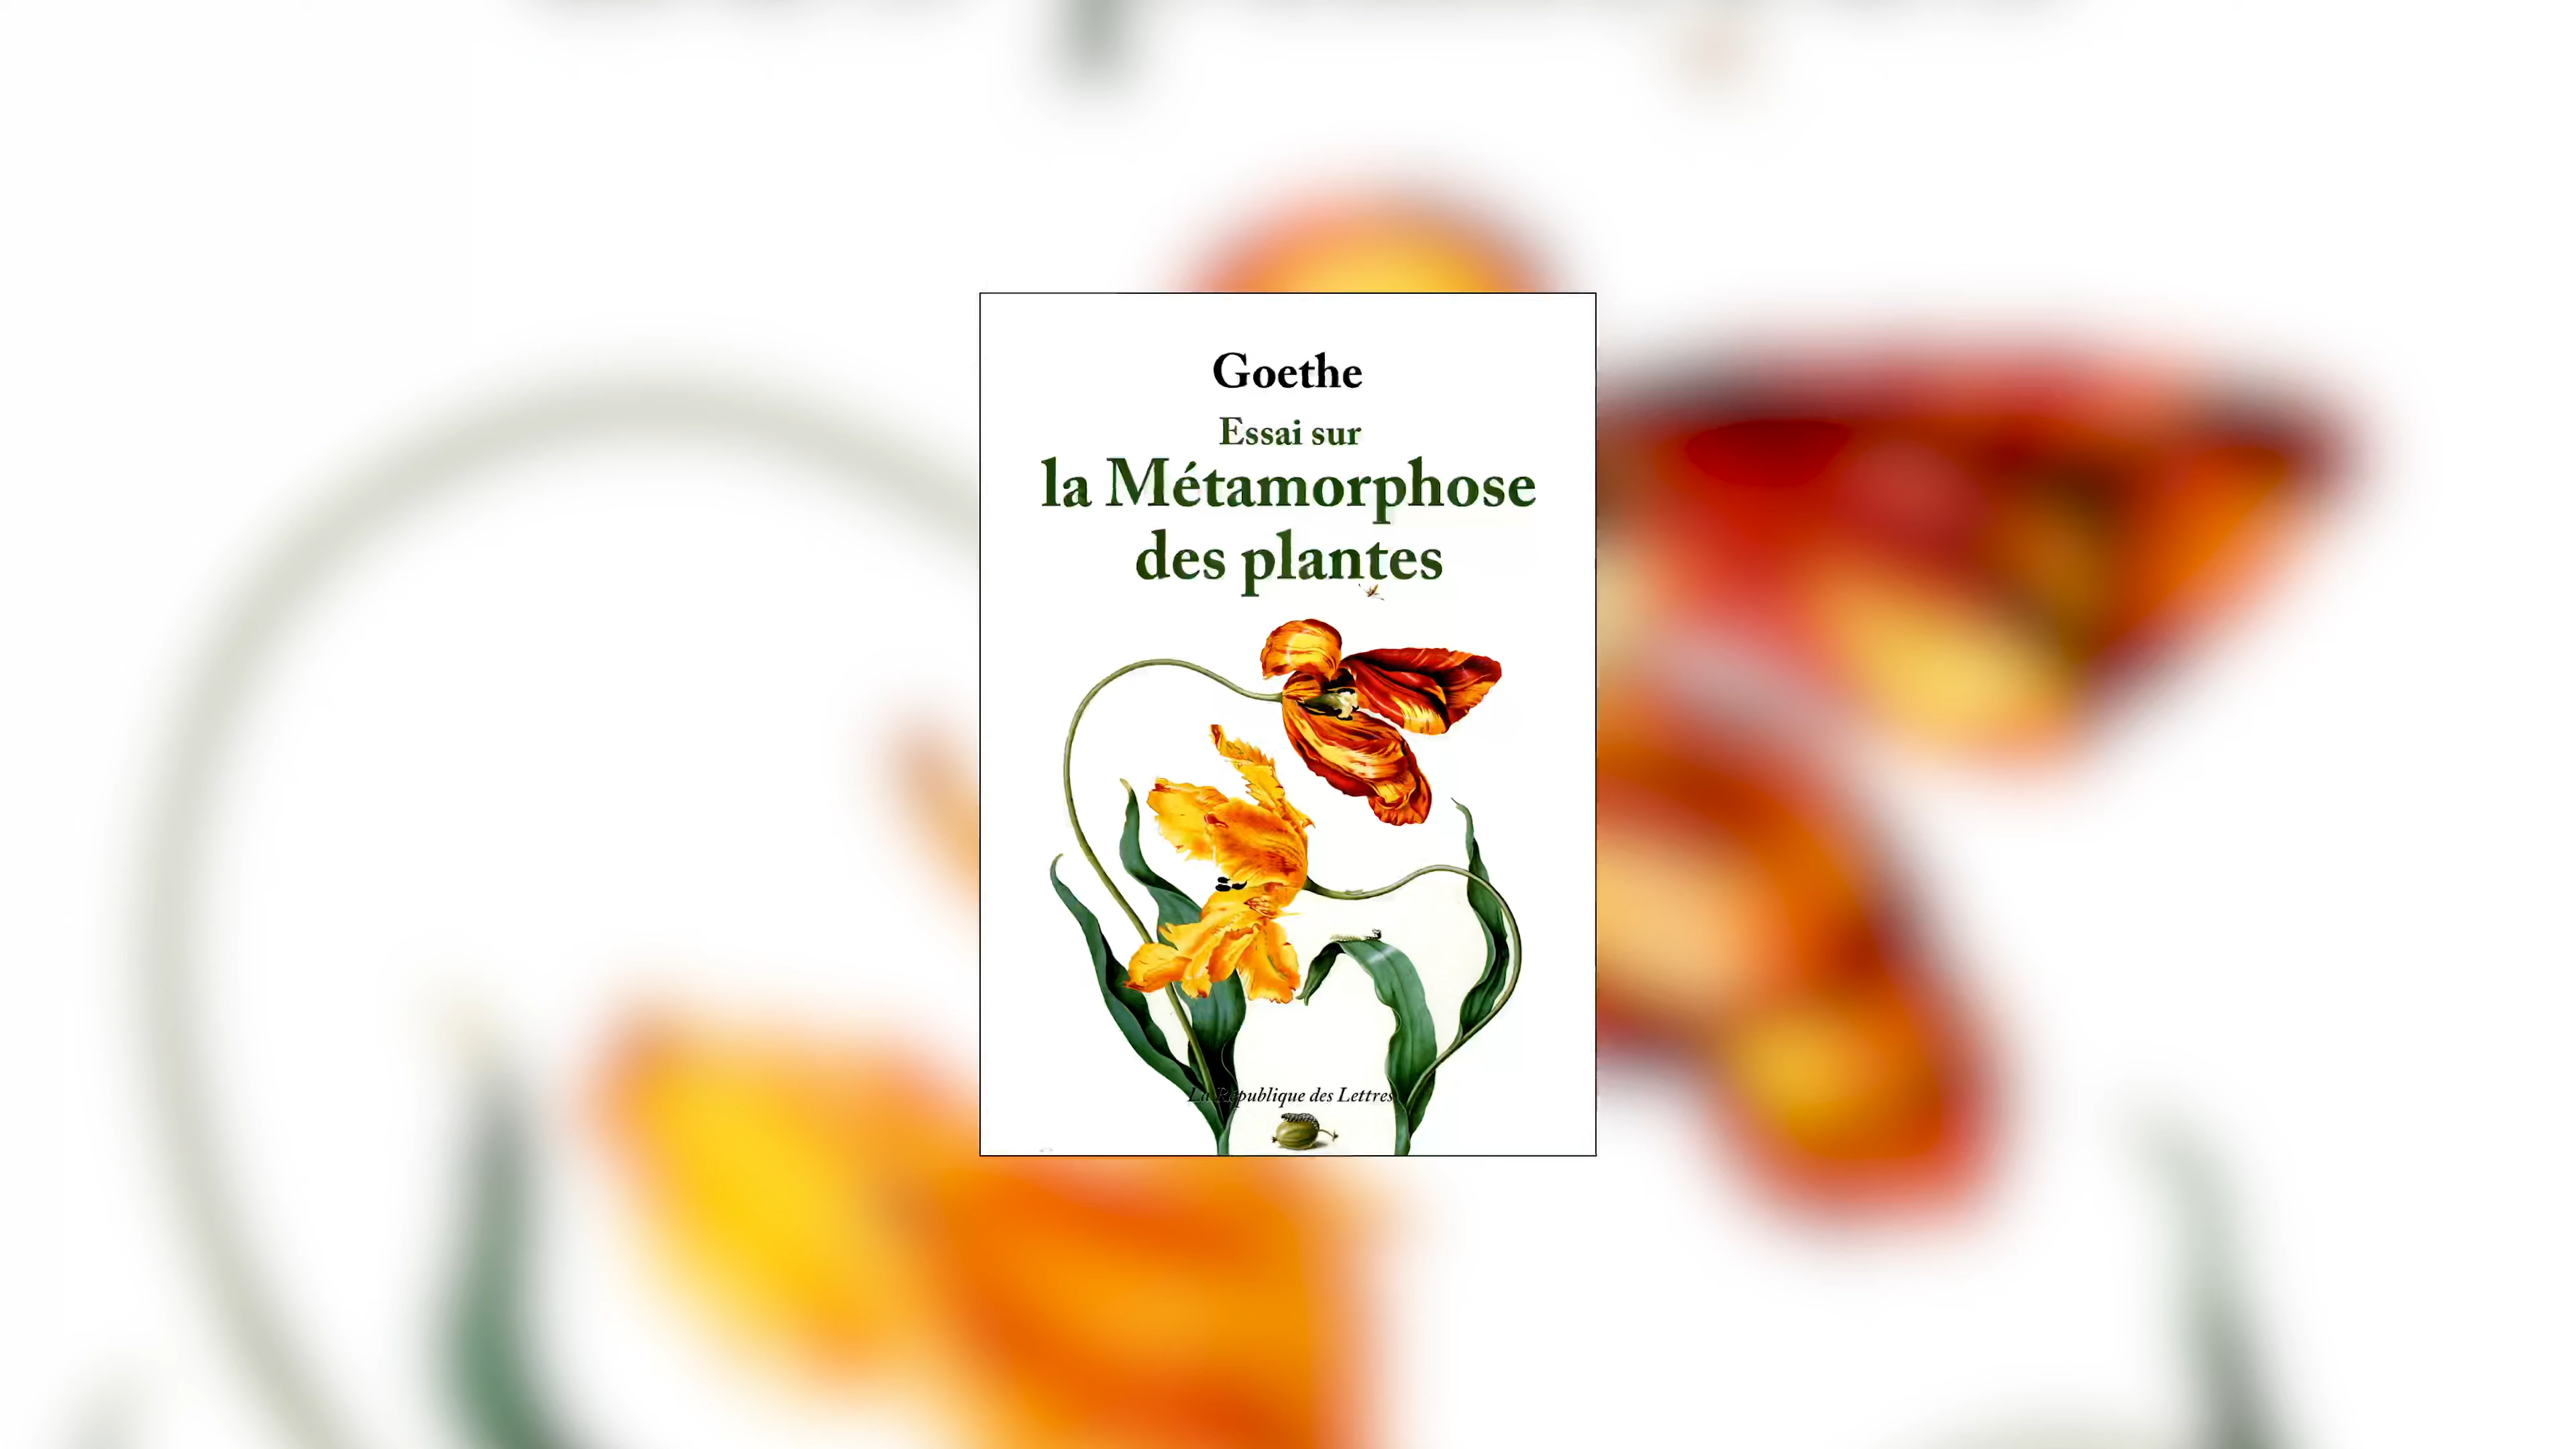 Goethe
Essai sur
la Métamorphose
des plantes
La République des Lettres